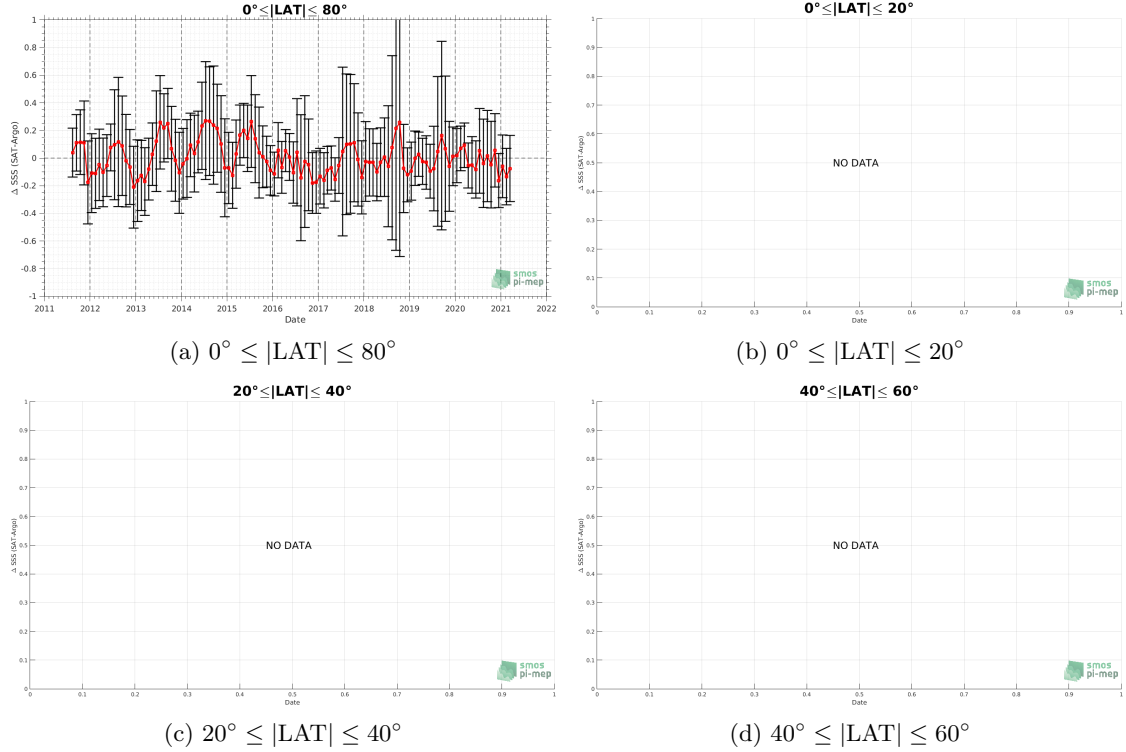 0°≤|LAT|≤ 80°
1
0.8
0.6
0.4
0.2
0
-0.2
-0.4
-0.6
-0.8
-1
Δ SSS (SAT-Argo)
2011 2012 2013 2014 2015 2016 2017 2018 2019 2020 2021 2022
Date
smos
pi-mep
(a) 0° ≤ |LAT| ≤ 80°
0°≤|LAT|≤ 20°
1
0.9
0.8
0.7
0.6
0.5
0.4
0.3
0.2
0.1
0
Δ SSS (SAT-Argo)
NO DATA
0 0.1 0.2 0.3 0.4 0.5 0.6 0.7 0.8 0.9 1
Date
smos
pi-mep
(b) 0° ≤ |LAT| ≤ 20°
20°≤|LAT|≤ 40°
1
0.9
0.8
0.7
0.6
0.5
0.4
0.3
0.2
0.1
0
Δ SSS (SAT-Argo)
NO DATA
0 0.1 0.2 0.3 0.4 0.5 0.6 0.7 0.8 0.9 1
Date
smos
pi-mep
(c) 20° ≤ |LAT| ≤ 40°
40°≤|LAT|≤ 60°
1
0.9
0.8
0.7
0.6
0.5
0.4
0.3
0.2
0.1
0
Δ SSS (SAT-Argo)
NO DATA
0 0.1 0.2 0.3 0.4 0.5 0.6 0.7 0.8 0.9 1
Date
smos
pi-mep
(d) 40° ≤ |LAT| ≤ 60°